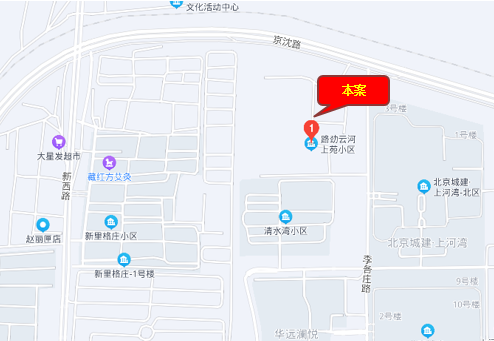 文化活动中心
京沈路
本案
1
3号楼
1号楼
路劲云河
上苑小区
大星发超市
藏红方艾灸
新西路
北京城建
上河湾-北区
赵丽匣店
新里格庄小区
清水湾小区
北京城建 上河湾
新里格庄-1号楼
李各庄路
9号楼
10号楼
2号楼
华远澜悦